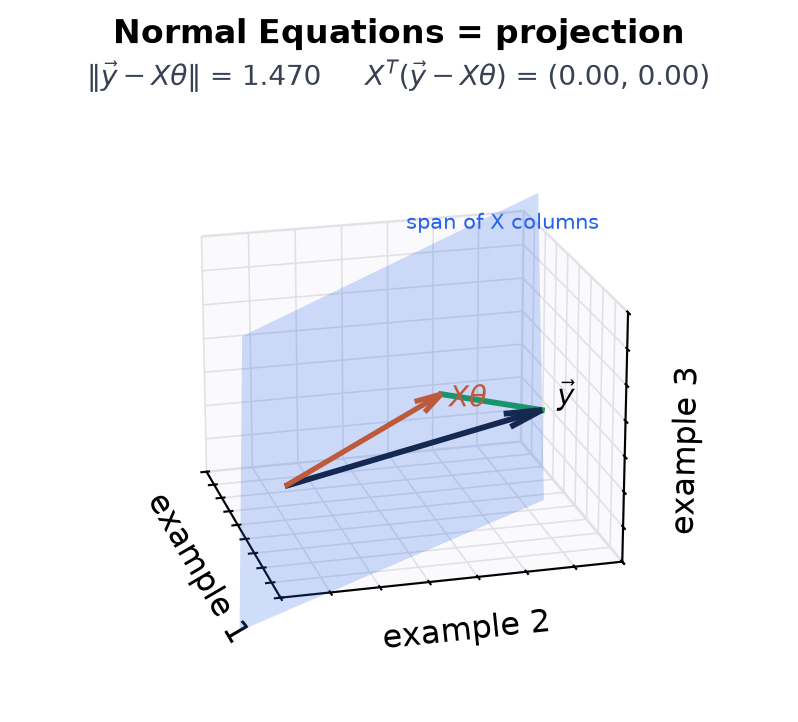 Normal Equations = projection
‖y⃗ − Xθ‖ = 1.470 Xᵀ(y⃗ − Xθ) = (0.00, 0.00)
span of X columns
Xθ
y⃗
example 3
example 1
example 2